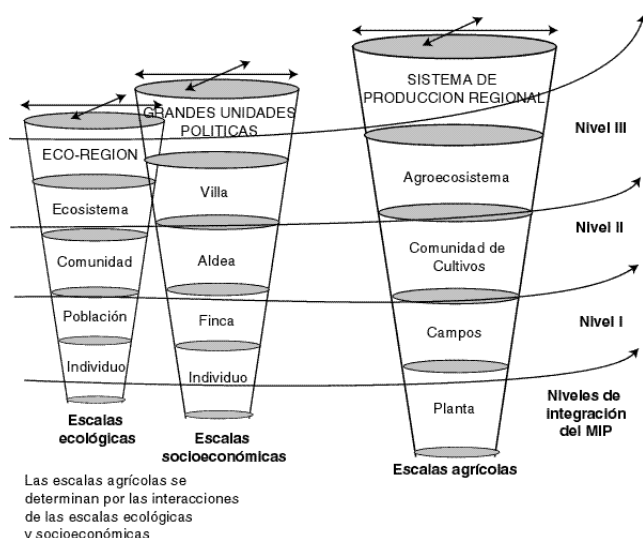 ECO-REGION
Ecosistema
Comunidad
Población
Individuo
Escalas
ecológicas
GRANDES UNIDADES
POLITICAS
Villa
Aldea
Finca
Individuo
Escalas
socioeconómicas
SISTEMA DE
PRODUCCION REGIONAL
Agroecosistema
Comunidad de
Cultivos
Campos
Planta
Escalas agrícolas
Nivel III
Nivel II
Nivel I
Niveles de
integración
del MIP
Las escalas agrícolas se
determinan por las interacciones
de las escalas ecológicas
y socioeconómicas